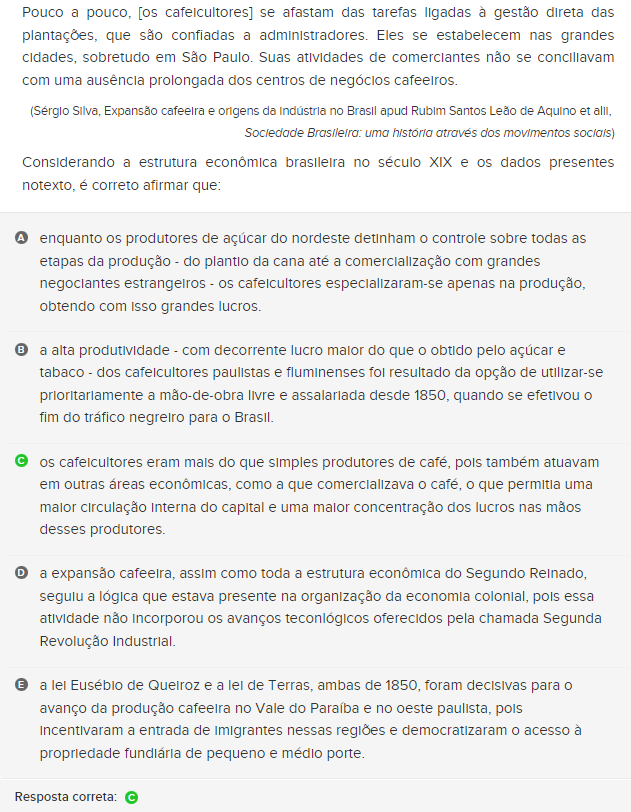 Pouco a pouco, [os cafeicultores] se afastam das tarefas ligadas à gestão direta das
plantações, que são confiadas a administradores. Eles se estabelecem nas grandes
cidades, sobretudo em São Paulo. Suas atividades de comerciantes não se conciliavam
com uma ausência prolongada dos centros de negócios cafeeiros.
(Sérgio Silva, Expansão cafeeira e origens da indústria no Brasil apud Rubim Santos Leão de Aquino et alii,
Sociedade Brasileira: uma história através dos movimentos sociais)
Considerando a estrutura econômica brasileira no século XIX e os dados presentes
notexto, é correto afirmar que:
A enquanto os produtores de açúcar do nordeste detinham o controle sobre todas as
etapas da produção - do plantio da cana até a comercialização com grandes
negociantes estrangeiros - os cafeicultores especializaram-se apenas na produção,
obtendo com isso grandes lucros.
B a alta produtividade - com decorrente lucro maior do que o obtido pelo açúcar e
tabaco - dos cafeicultores paulistas e fluminenses foi resultado da opção de utilizar-se
prioritariamente a mão-de-obra livre e assalariada desde 1850, quando se efetivou o
fim do tráfico negreiro para o Brasil.
C os cafeicultores eram mais do que simples produtores de café, pois também atuavam
em outras áreas econômicas, como a que comercializava o café, o que permitia uma
maior circulação interna do capital e uma maior concentração dos lucros nas mãos
desses produtores.
D a expansão cafeeira, assim como toda a estrutura econômica do Segundo Reinado,
seguiu a lógica que estava presente na organização da economia colonial, pois essa
atividade não incorporou os avanços teconlógicos oferecidos pela chamada Segunda
Revolução Industrial.
E a lei Eusébio de Queiroz e a lei de Terras, ambas de 1850, foram decisivas para o
avanço da produção cafeeira no Vale do Paraíba e no oeste paulista, pois
incentivaram a entrada de imigrantes nessas regiões e democratizaram o acesso à
propriedade fundiária de pequeno e médio porte.
Resposta correta: C